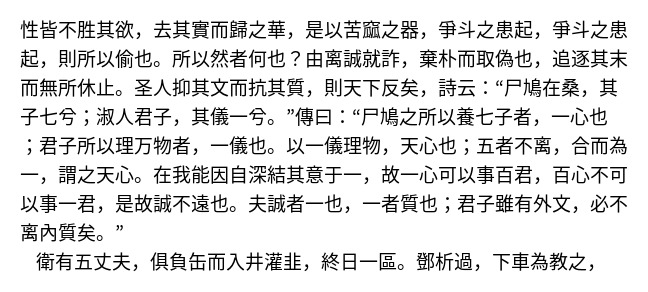 性皆不胜其欲，去其實而歸之華，是以苦窳之器，爭斗之患起，爭斗之患
起，則所以偷也。所以然者何也？由离誠就詐，棄朴而取偽也，追逐其末
而無所休止。圣人抑其文而抗其質，則天下反矣，詩云：“尸鳩在桑，其
子七兮；淑人君子，其儀一兮。”傳曰：“尸鳩之所以養七子者，一心也
；君子所以理万物者，一儀也。以一儀理物，天心也；五者不离，合而為
一，謂之天心。在我能因自深結其意于一，故一心可以事百君，百心不可
以事一君，是故誠不遠也。夫誠者一也，一者質也；君子雖有外文，必不
离內質矣。”
衛有五丈夫，俱負缶而入井灌韭，終日一區。鄧析過，下車為教之，